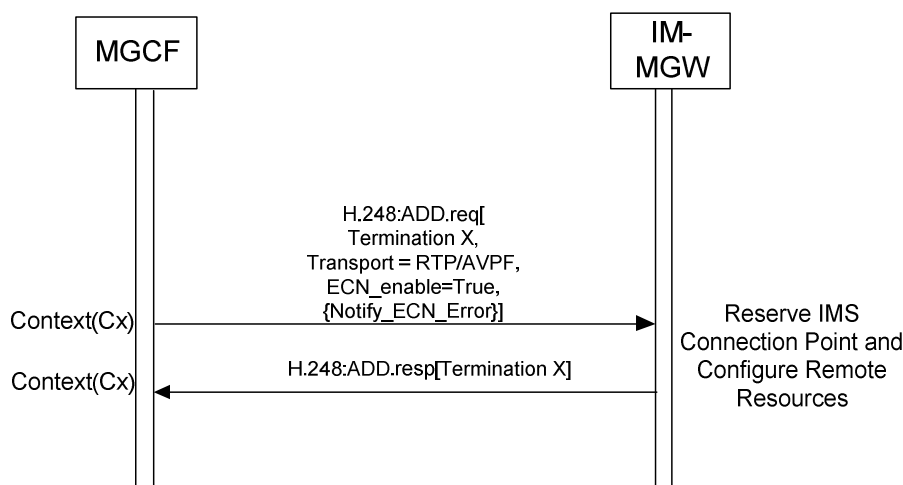 MGCF
IM-
MGW
H.248:ADD.req[
Termination X,
Transport = RTP/AVPF,
ECN_enable=True,
{Notify_ECN_Error}]
Context(Cx)
Reserve IMS
Connection Point and
Configure Remote
Resources
H.248:ADD.resp[Termination X]
Context(Cx)